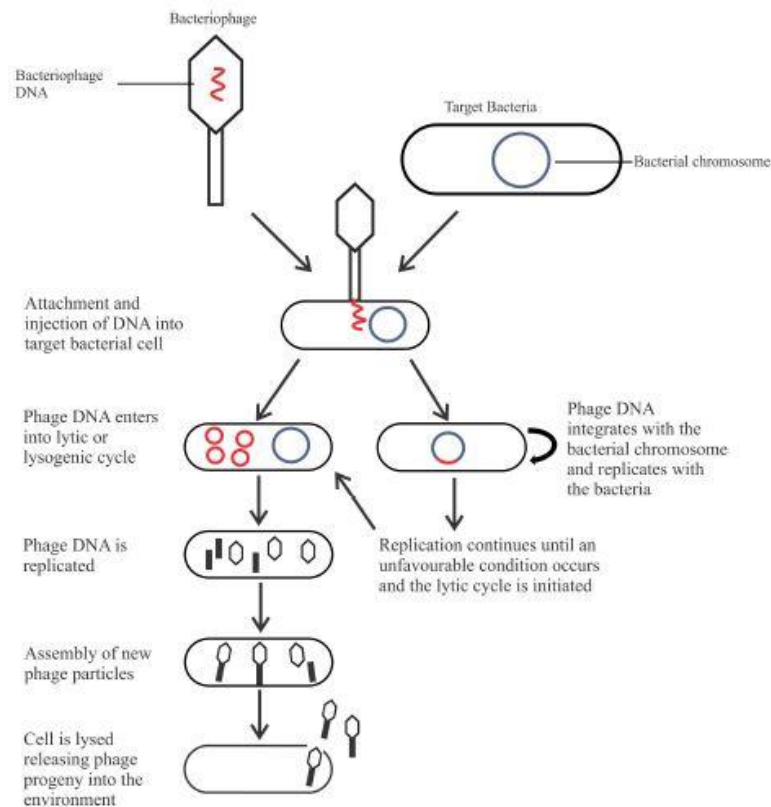 Bacteriophage
Bacteriophage
DNA
Target Bacteria
Bacterial chromosome
Attachment and
injection of DNA into
target bacterial cell
Phage DNA enters
into lytic or
lysogenic cycle
Phage DNA
integrates with the
bacterial chromosome
and replicates with
the bacteria
Phage DNA is
replicated
Replication continues until an
unfavourable condition occurs
and the lytic cycle is initiated
Assembly of new
phage particles
Cell is lysed
releasing phage
progeny into the
environment